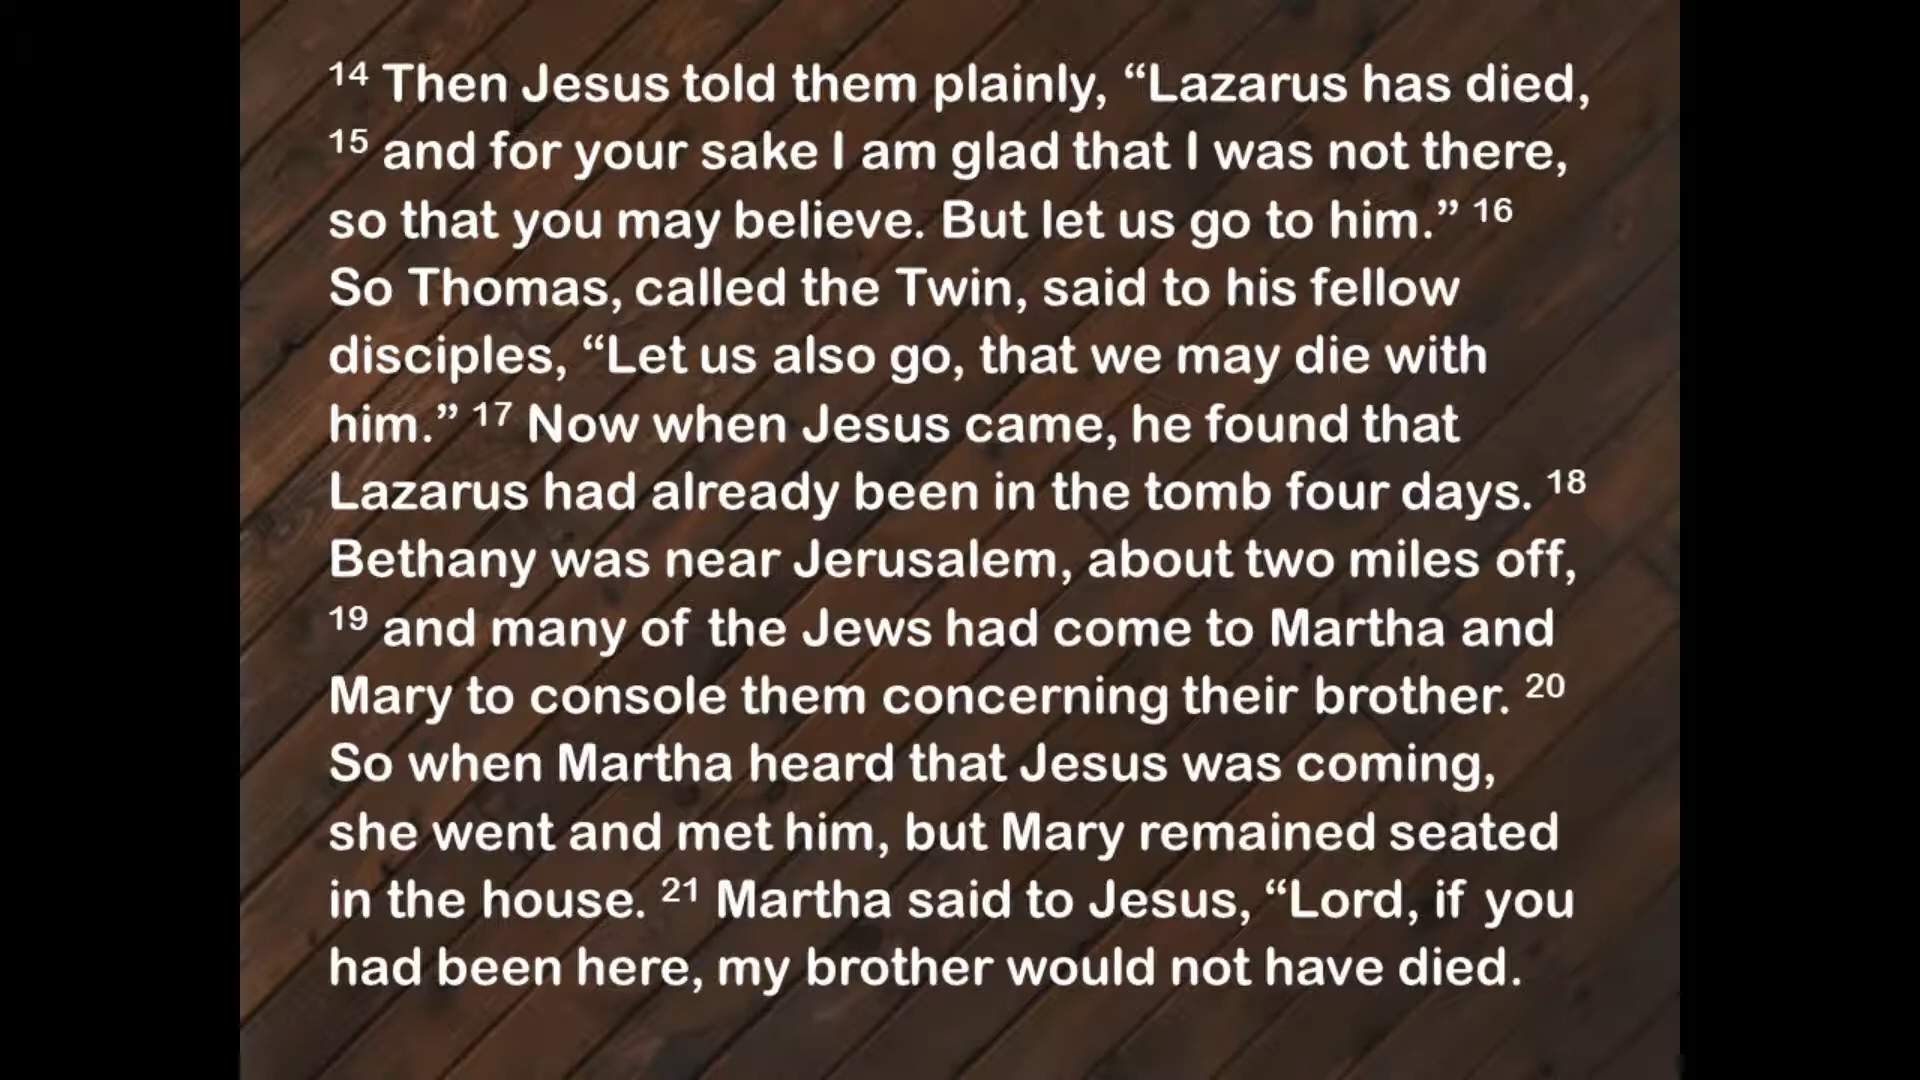 14 Then Jesus told them plainly, “Lazarus has died,
15 and for your sake I am glad that I was not there,
so that you may believe. But let us go to him.” 16
So Thomas, called the Twin, said to his fellow
disciples, “Let us also go, that we may die with
him.” 17 Now when Jesus came, he found that
Lazarus had already been in the tomb four days. 18
Bethany was near Jerusalem, about two miles off,
19 and many of the Jews had come to Martha and
Mary to console them concerning their brother. 20
So when Martha heard that Jesus was coming,
she went and met him, but Mary remained seated
in the house. 21 Martha said to Jesus, “Lord, if you
had been here, my brother would not have died.